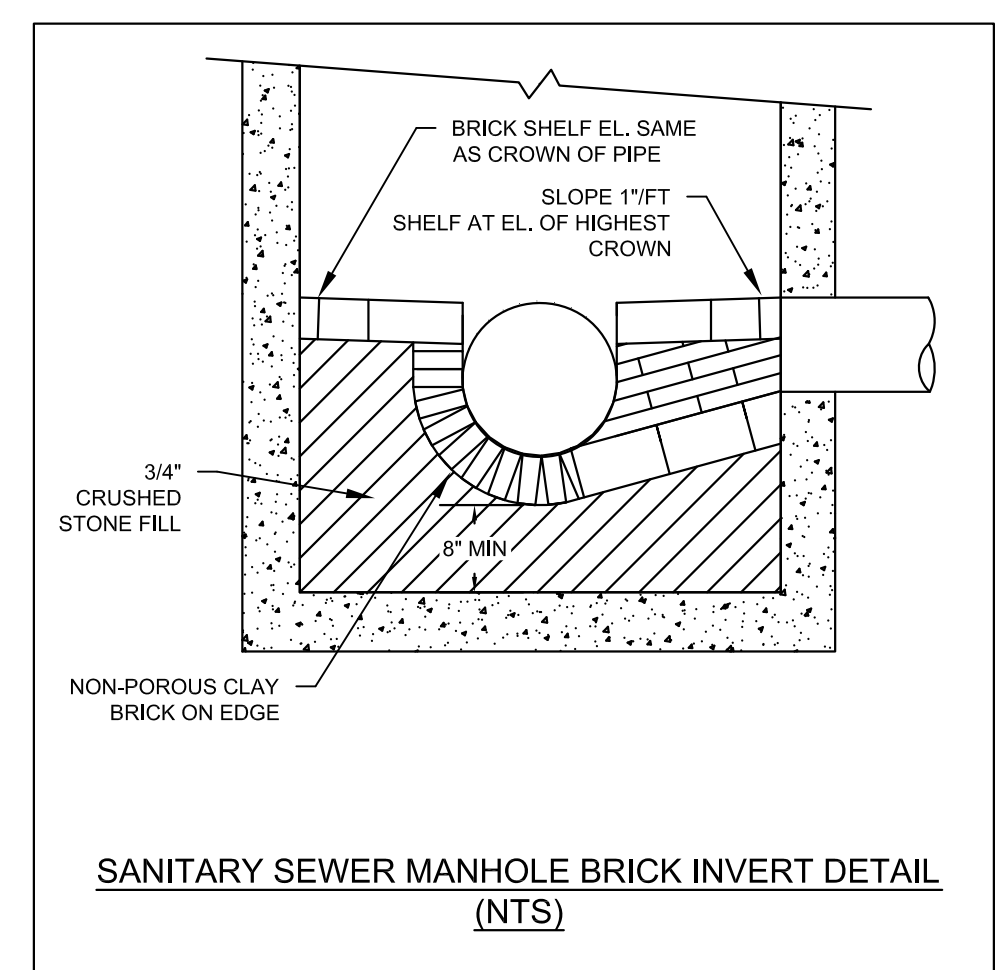 BRICK SHELF EL. SAME
AS CROWN OF PIPE
SLOPE 1"/FT
SHELF AT EL. OF HIGHEST
CROWN
3/4"
CRUSHED
STONE FILL
8" MIN
NON-POROUS CLAY
BRICK ON EDGE
SANITARY SEWER MANHOLE BRICK INVERT DETAIL
(NTS)